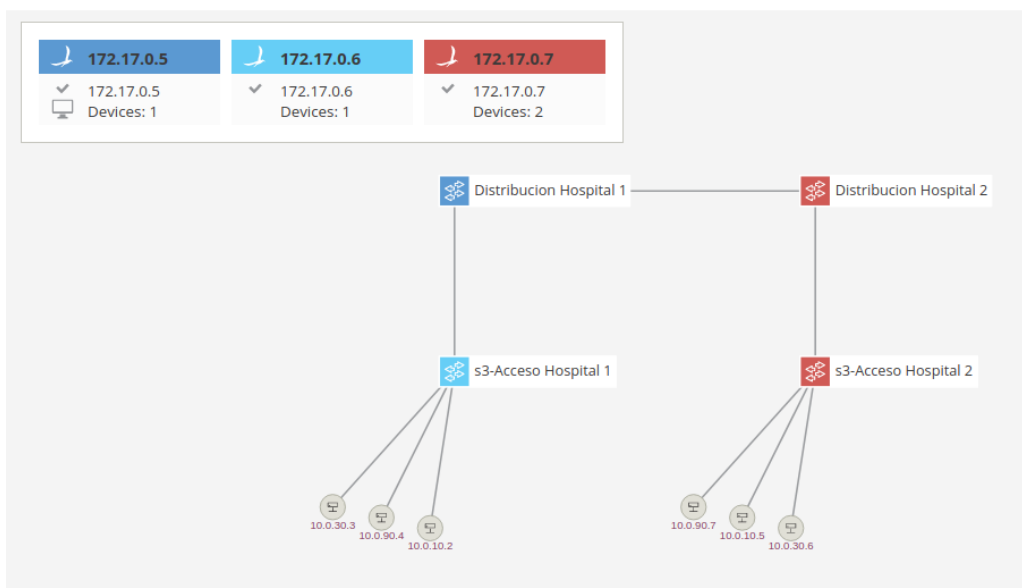 172.17.0.5
172.17.0.5
Devices: 1
172.17.0.6
172.17.0.6
Devices: 1
172.17.0.7
172.17.0.7
Devices: 2
Distribucion Hospital 1
Distribucion Hospital 2
s3-Acceso Hospital 1
s3-Acceso Hospital 2
10.0.30.3
10.0.90.4
10.0.10.2
10.0.90.7
10.0.10.5
10.0.30.6